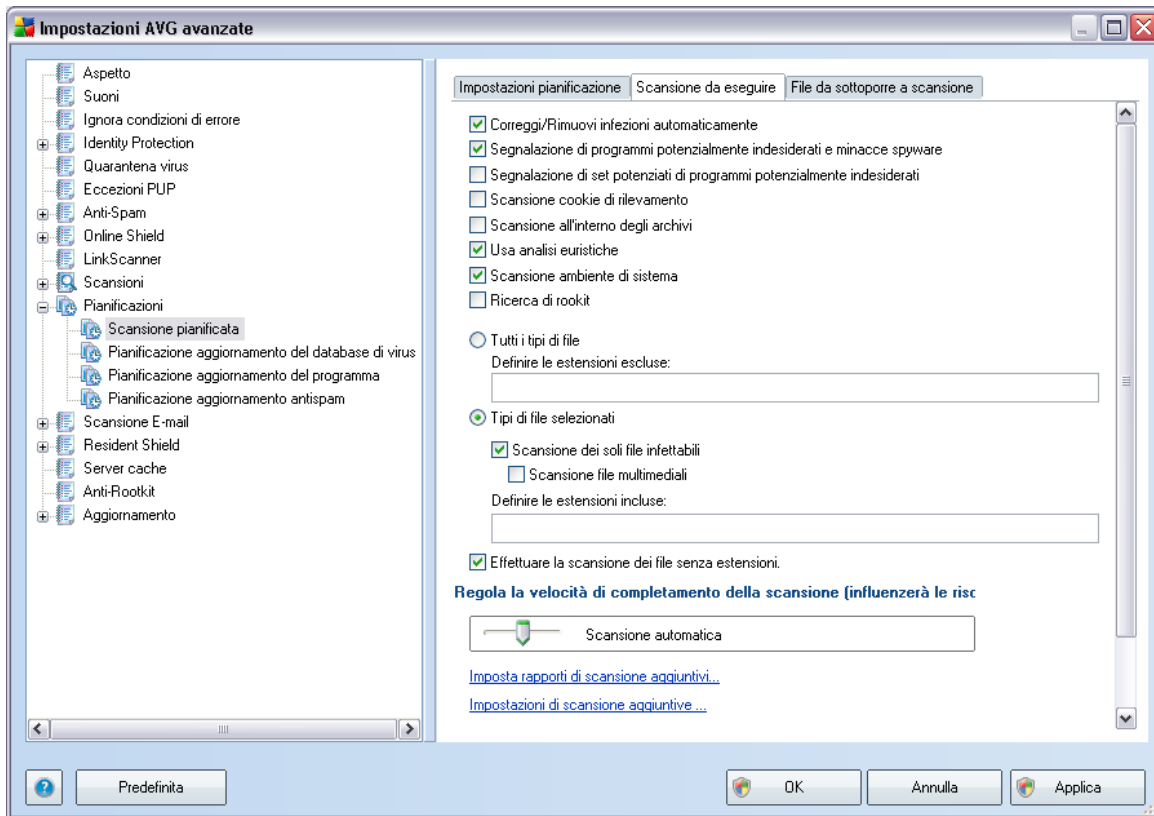 Impostazioni AVG avanzate
Aspetto
Suoni
Ignora condizioni di errore
Identity Protection
Quarantena virus
Eccezioni PUP
Anti-Spam
Online Shield
LinkScanner
Scansioni
Pianificazioni
Scansione pianificata
Pianificazione aggiornamento del database di virus
Pianificazione aggiornamento del programma
Pianificazione aggiornamento antispam
Scansione E-mail
Resident Shield
Server cache
Anti-Rootkit
Aggiornamento
Impostazioni pianificazione Scansione da eseguire File da sottoporre a scansione
Correggi/Rimuovi infezioni automaticamente
Segnalazione di programmi potenzialmente indesiderati e minacce spyware
Segnalazione di set potenziati di programmi potenzialmente indesiderati
Scansione cookie di rilevamento
Scansione all'interno degli archivi
Usa analisi euristiche
Scansione ambiente di sistema
Ricerca di rookit
Tutti i tipi di file
Definire le estensioni escluse:
Tipi di file selezionati
Scansione dei soli file infettabili
Scansione file multimediali
Definire le estensioni incluse:
Effettuare la scansione dei file senza estensioni.
Regola la velocità di completamento della scansione (influenzerà le risc
Scansione automatica
Imposta rapporti di scansione aggiuntivi...
Impostazioni di scansione aggiuntive ...
Predefinita OK Annulla Applica